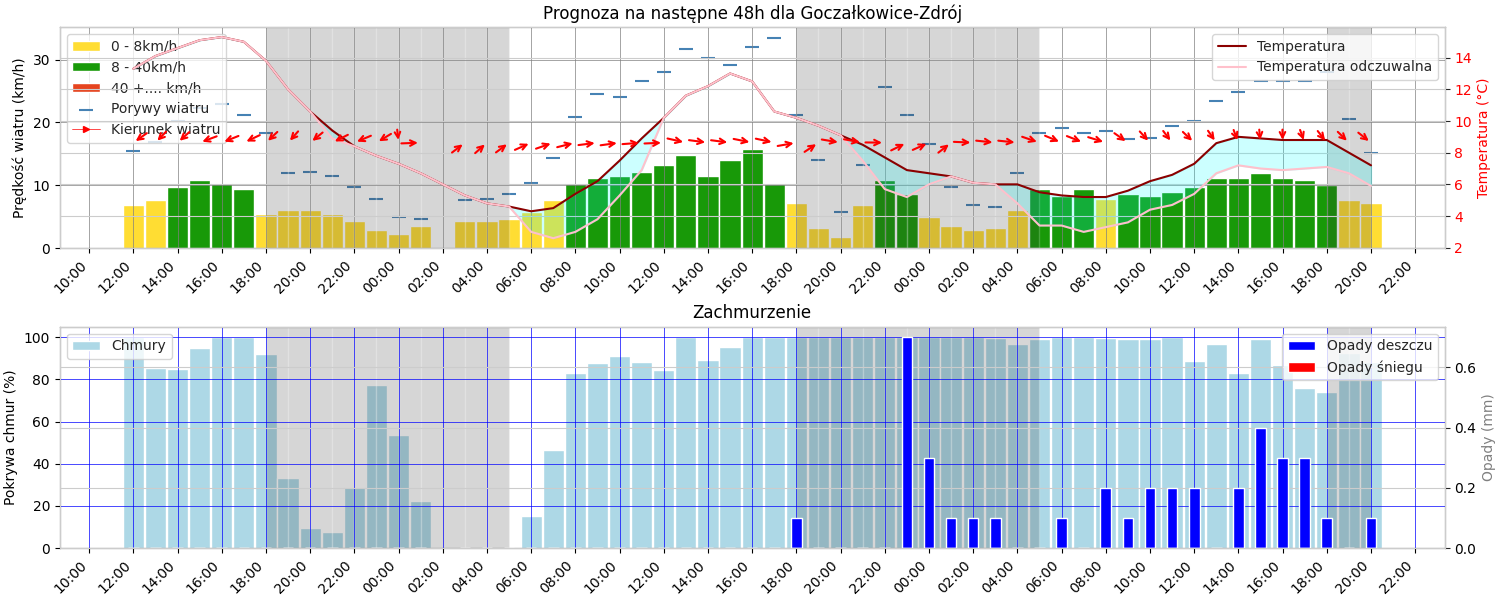 Prognoza na następne 48h dla Goczałkowice-Zdrój
Prędkość wiatru (km/h)
30
20
10
0
0 - 8km/h
8 - 40km/h
40 +.... km/h
Porywy wiatru
Kierunek wiatru
Temperatura
Temperatura odczuwalna
14
12
10
8
6
4
2
Temperatura (°C)
10:00 12:00 14:00 16:00 18:00 20:00 22:00 00:00 02:00 04:00 06:00 08:00 10:00 12:00 14:00 16:00 18:00 20:00 22:00 00:00 02:00 04:00 06:00 08:00 10:00 12:00 14:00 16:00 18:00 20:00 22:00
Zachmurzenie
Pokrywa chmur (%)
100
80
60
40
20
0
Chmury
Opady deszczu
Opady śniegu
0.6
0.4
0.2
0.0
Opady (mm)
10:00 12:00 14:00 16:00 18:00 20:00 22:00 00:00 02:00 04:00 06:00 08:00 10:00 12:00 14:00 16:00 18:00 20:00 22:00 00:00 02:00 04:00 06:00 08:00 10:00 12:00 14:00 16:00 18:00 20:00 22:00